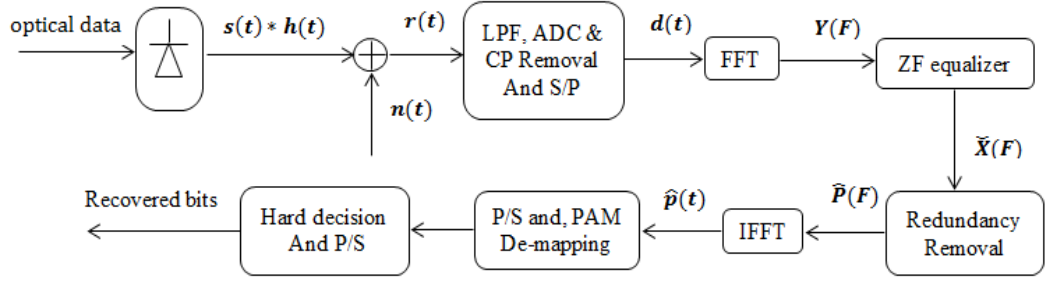 optical data
s(t) * h(t)
r(t)
n(t)
LPF, ADC &
CP Removal
And S/P
d(t)
FFT
Y(F)
ZF equalizer
X̆(F)
Redundancy
Removal
P̂(F)
IFFT
p̂(t)
P/S and, PAM
De-mapping
Hard decision
And P/S
Recovered bits